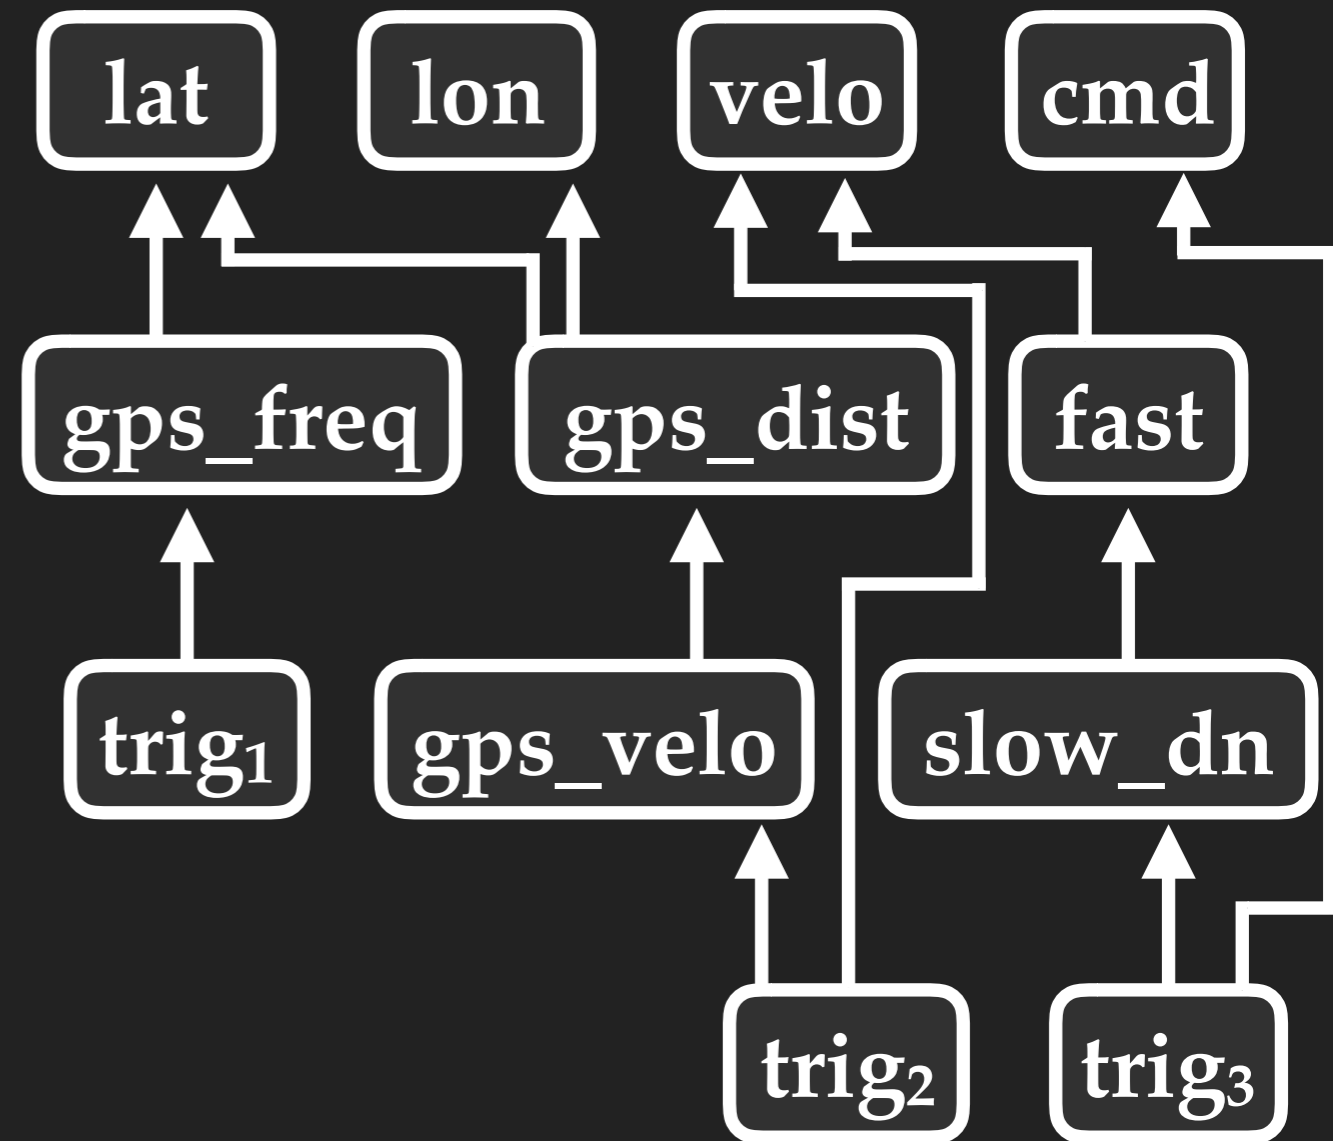 lat
lon
velo
cmd
gps_freq
gps_dist
fast
trig₁
gps_velo
slow_dn
trig₂
trig₃